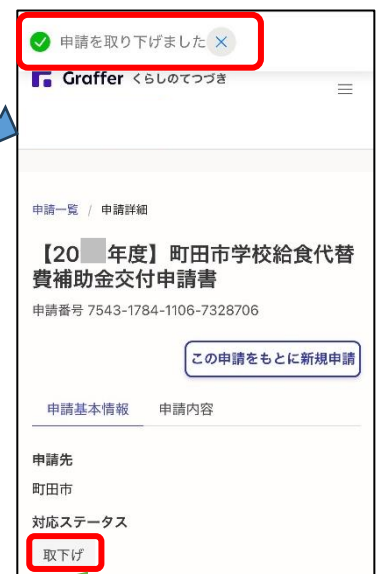 申請を取り下げました ×
Graffer くらしのてつづき
申請一覧 / 申請詳細
【20 年度】町田市学校給食代替
費補助金交付申請書
申請番号 7543-1784-1106-7328706
この申請をもとに新規申請
申請基本情報 申請内容
申請先
町田市
対応ステータス
取下げ